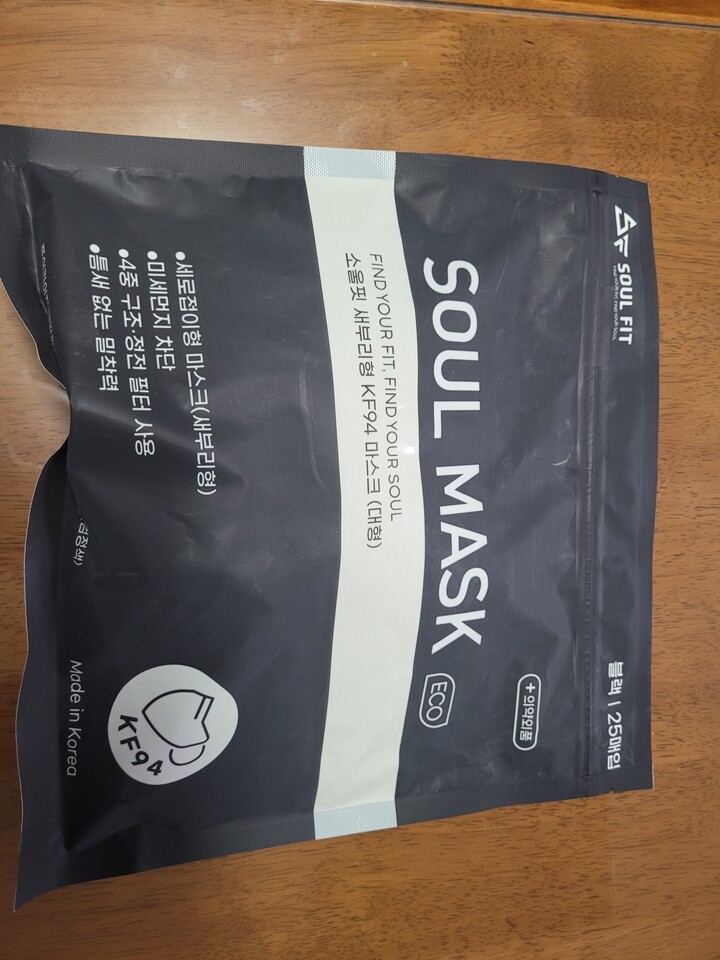 SOUL FIT
블랙 | 25매입
+ 의약외품
SOUL MASK ECO
FIND YOUR FIT, FIND YOUR SOUL
소울핏 새부리형 KF94 마스크 (대형)
●세로접이형 마스크(새부리형)
●미세먼지 차단
●4중 구조·정전 필터 사용
●틈새 없는 밀착력
KF94
Made in Korea